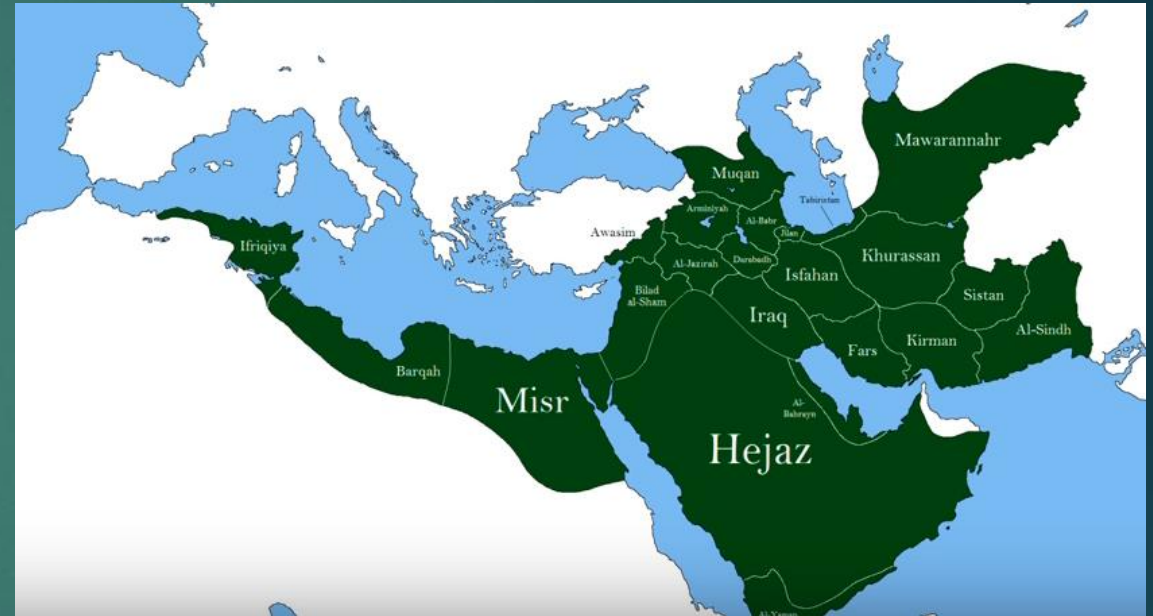 Mawarannahr
Muqan
Tabiristan
Arminiyah
Al-Babr
Jilan
Awasim
Ifriqiya
Khurassan
Al-Jazirah
Darabadh
Isfahan
Bilad
al-Sham
Sistan
Iraq
Al-Sindh
Kirman
Fars
Barqah
Misr
Al-
Bahrayn
Hejaz